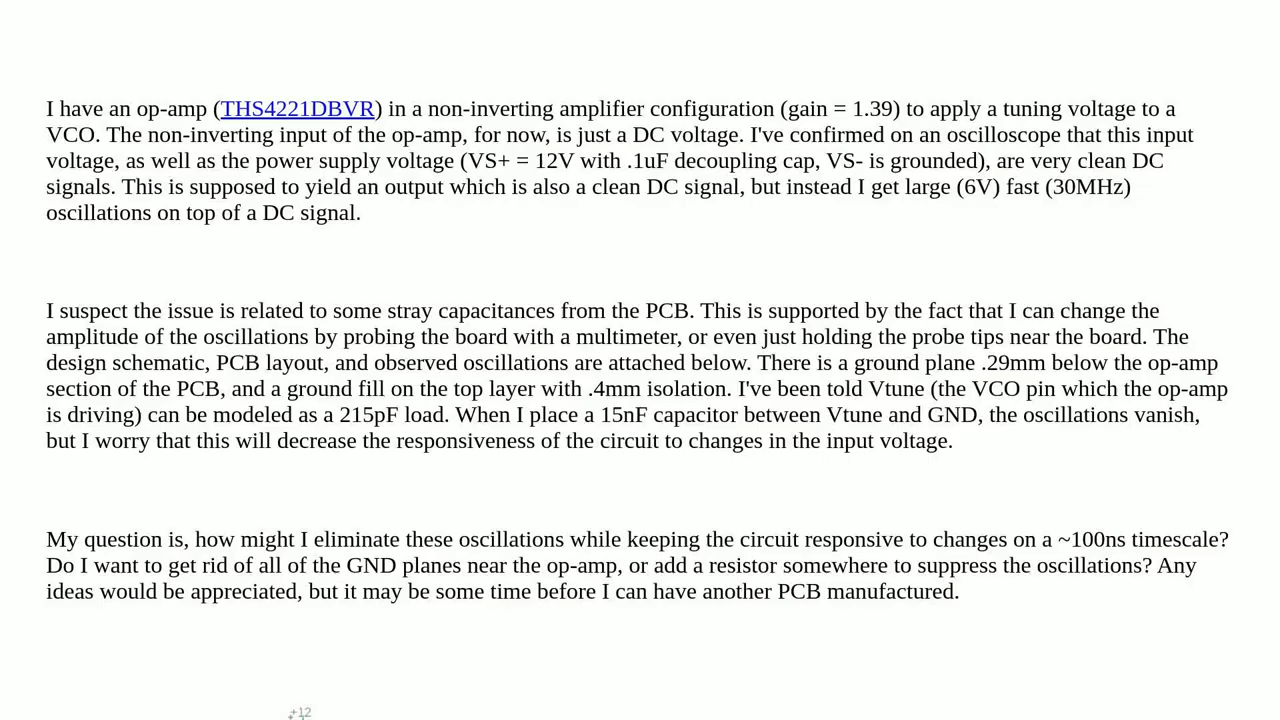 I have an op-amp (THS4221DBVR) in a non-inverting amplifier configuration (gain = 1.39) to apply a tuning voltage to a
VCO. The non-inverting input of the op-amp, for now, is just a DC voltage. I've confirmed on an oscilloscope that this input
voltage, as well as the power supply voltage (VS+ = 12V with .1uF decoupling cap, VS- is grounded), are very clean DC
signals. This is supposed to yield an output which is also a clean DC signal, but instead I get large (6V) fast (30MHz)
oscillations on top of a DC signal.
I suspect the issue is related to some stray capacitances from the PCB. This is supported by the fact that I can change the
amplitude of the oscillations by probing the board with a multimeter, or even just holding the probe tips near the board. The
design schematic, PCB layout, and observed oscillations are attached below. There is a ground plane .29mm below the op-amp
section of the PCB, and a ground fill on the top layer with .4mm isolation. I've been told Vtune (the VCO pin which the op-amp
is driving) can be modeled as a 215pF load. When I place a 15nF capacitor between Vtune and GND, the oscillations vanish,
but I worry that this will decrease the responsiveness of the circuit to changes in the input voltage.
My question is, how might I eliminate these oscillations while keeping the circuit responsive to changes on a ~100ns timescale?
Do I want to get rid of all of the GND planes near the op-amp, or add a resistor somewhere to suppress the oscillations? Any
ideas would be appreciated, but it may be some time before I can have another PCB manufactured.
+12